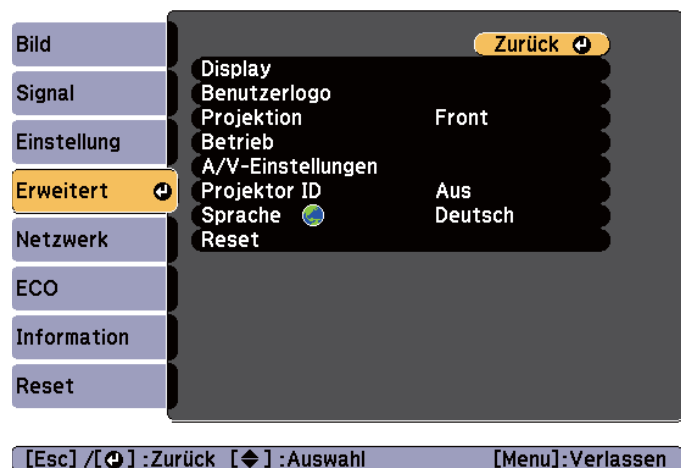 Bild
Signal
Einstellung
Erweitert
Netzwerk
ECO
Information
Reset
Zurück
Display
Benutzerlogo
Projektion Front
Betrieb
A/V-Einstellungen
Projektor ID Aus
Sprache Deutsch
Reset
[Esc] /[ ] :Zurück [ ] :Auswahl [Menu]:Verlassen